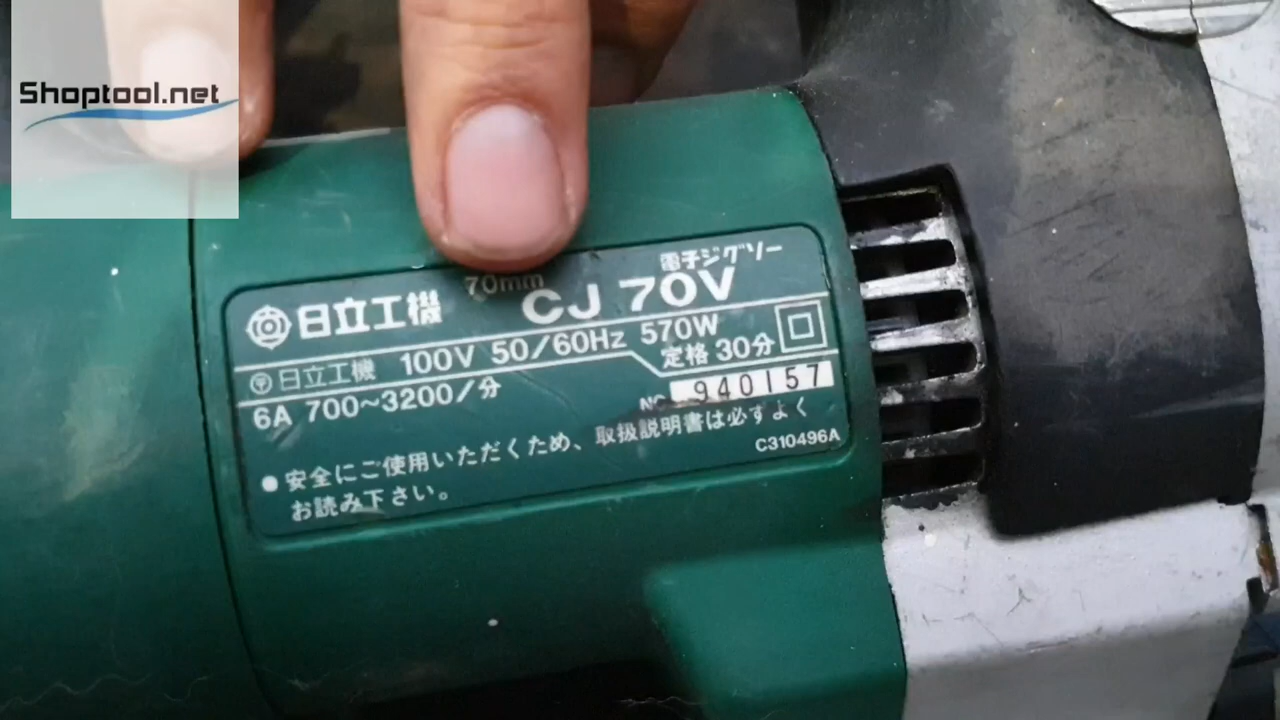 Shoptool.net
電子ジグソー
日立工機 70mm CJ 70V
日立工機 100V 50/60Hz 570W
6A 700~3200/分 定格 30分
NO. 940157
●安全にご使用いただくため、取扱説明書は必ずよく
お読み下さい。
C310496A